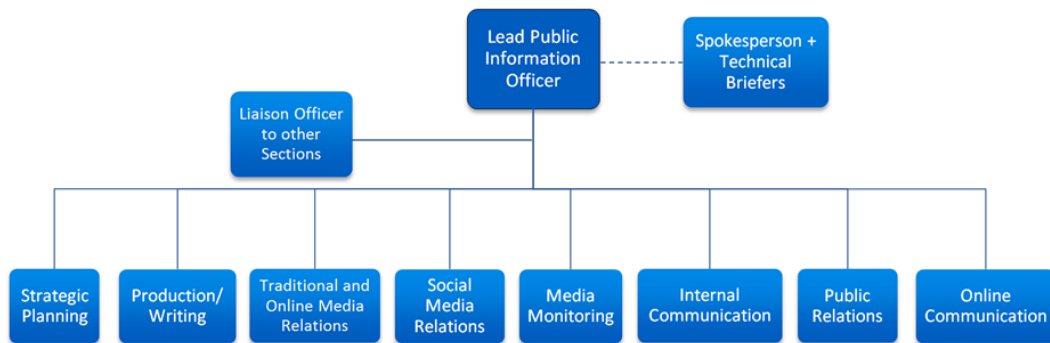 Lead Public
Information
Officer
Spokesperson +
Technical
Briefers
Liaison Officer
to other
Sections
Strategic
Planning
Production/
Writing
Traditional and
Online Media
Relations
Social
Media
Relations
Media
Monitoring
Internal
Communication
Public
Relations
Online
Communication